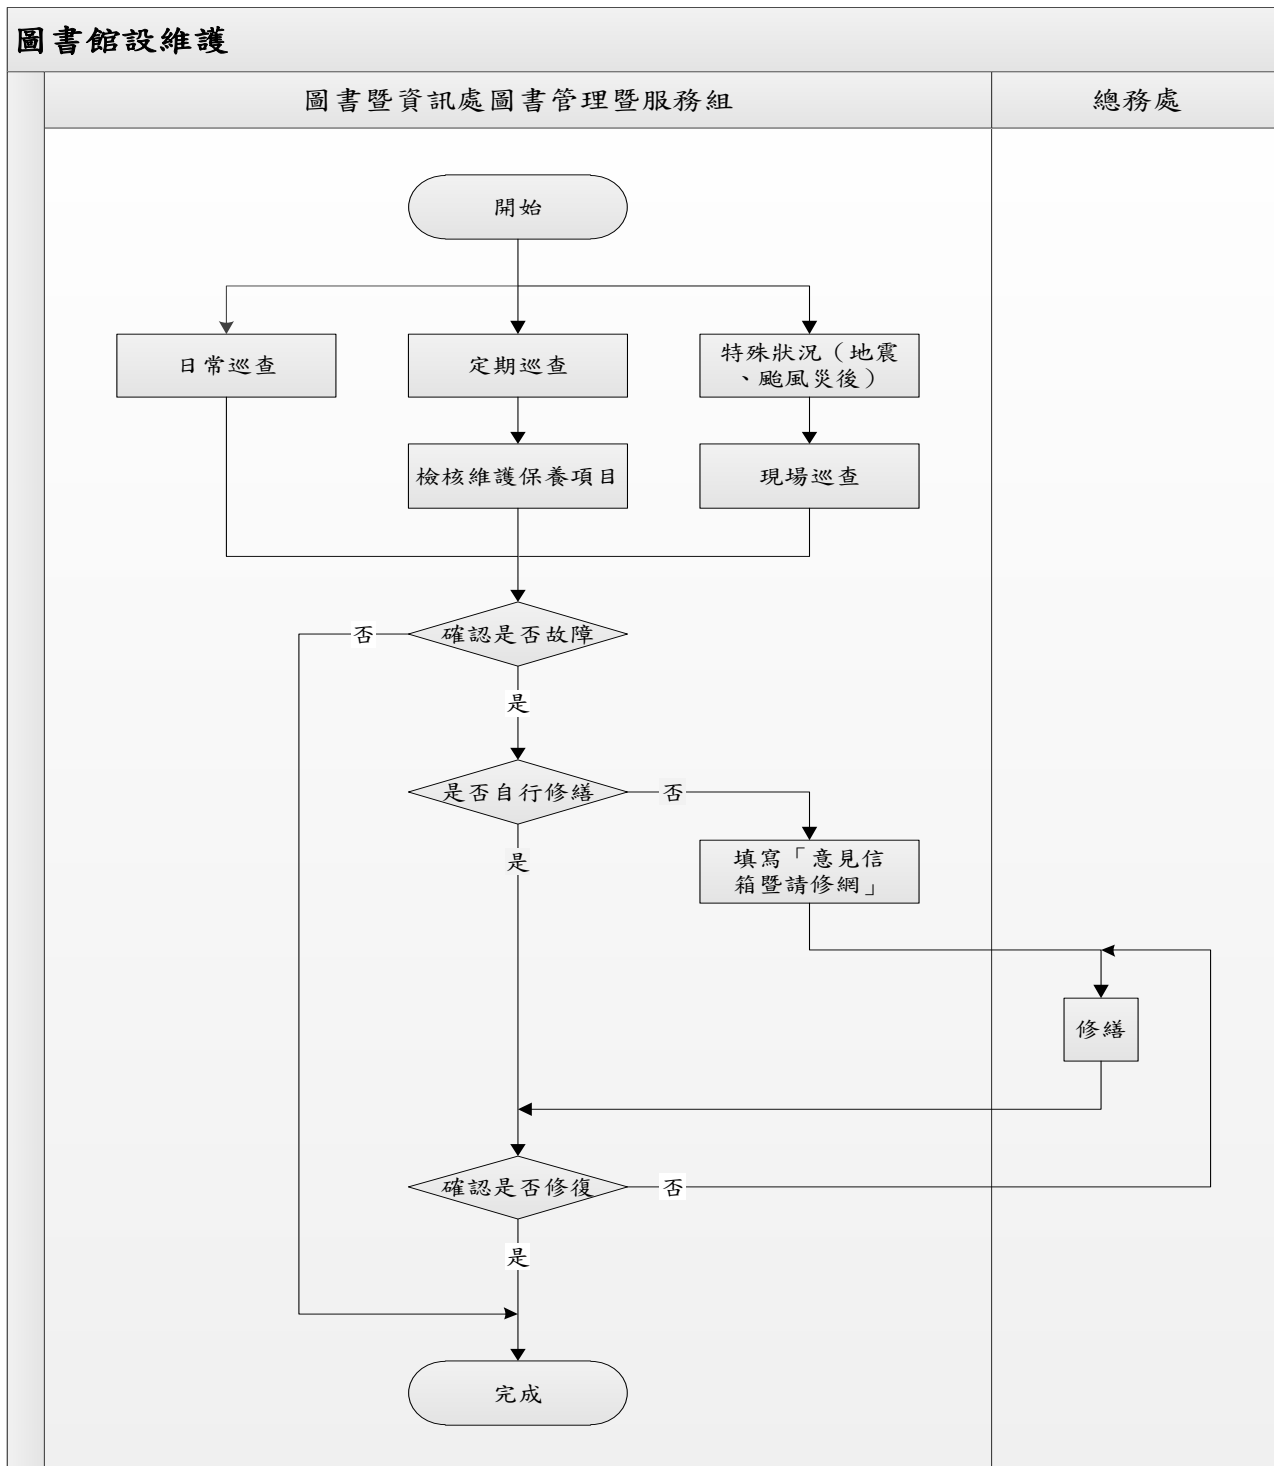 圖書館設維護
圖書暨資訊處圖書管理暨服務組
總務處
開始
日常巡查
定期巡查
特殊狀況（地震
、颱風災後）
檢核維護保養項目
現場巡查
確認是否故障
否
是
是否自行修繕
否
是
填寫「意見信
箱暨請修網」
修繕
確認是否修復
否
是
完成